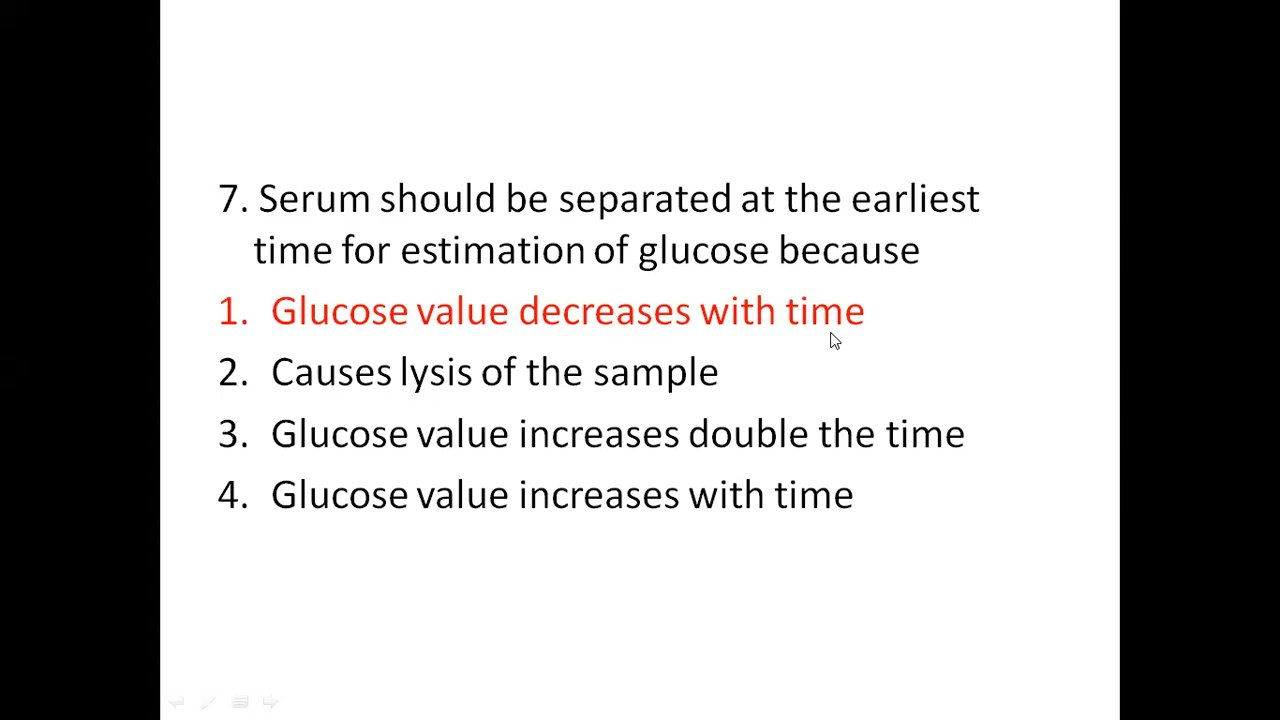 7. Serum should be separated at the earliest
time for estimation of glucose because
1. Glucose value decreases with time
2. Causes lysis of the sample
3. Glucose value increases double the time
4. Glucose value increases with time